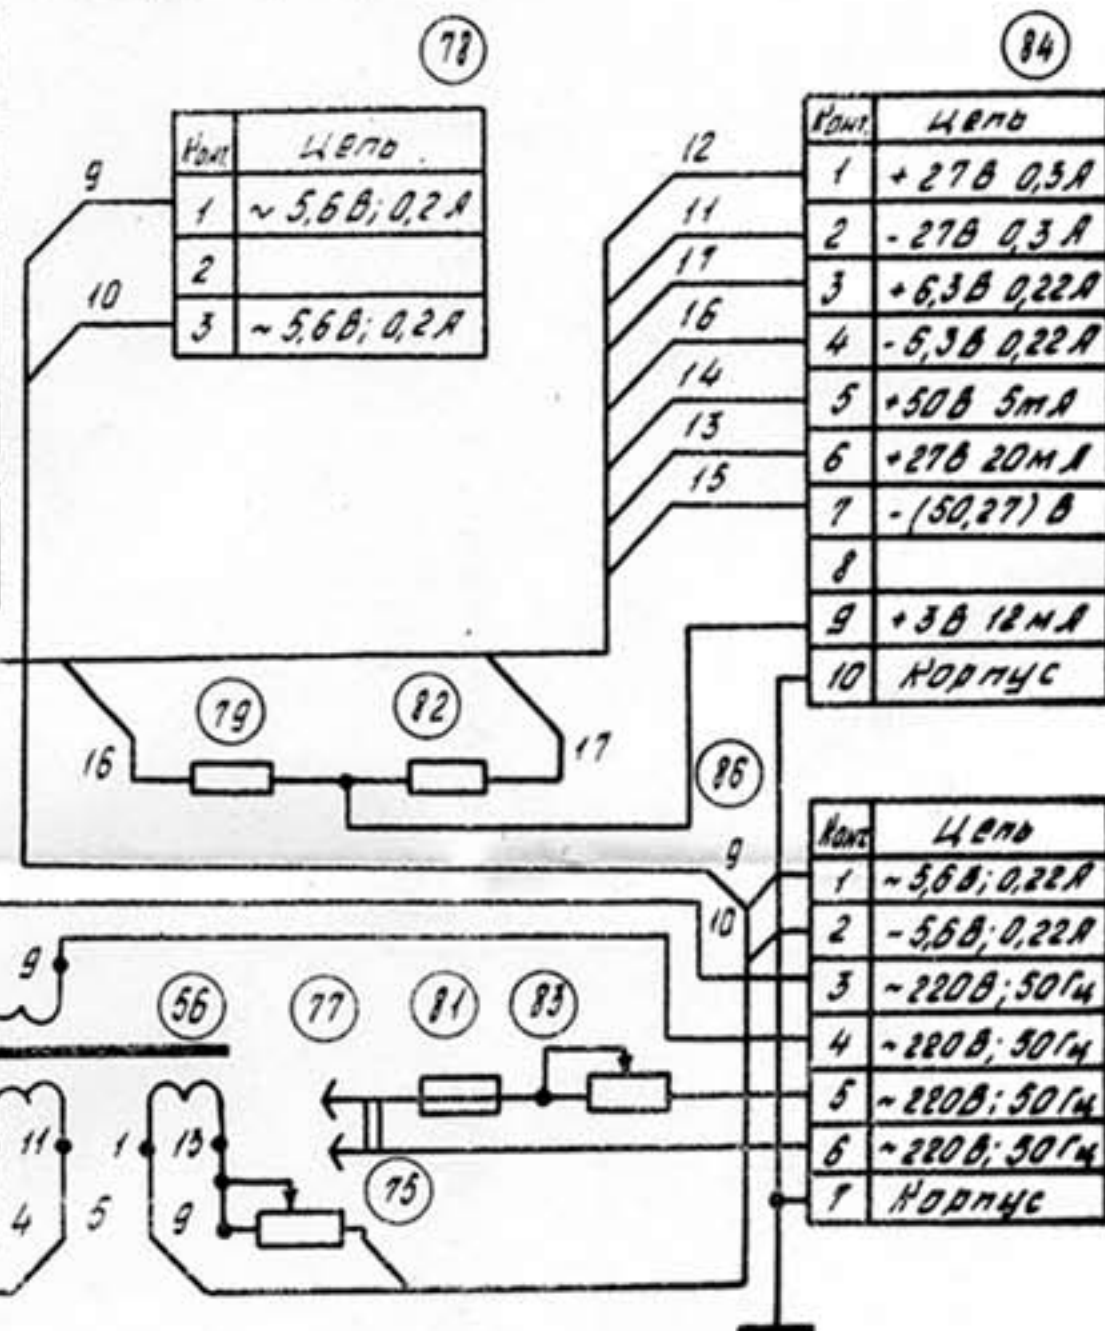 78
84
Конт. Цепь
1 ~ 5,6 В; 0,2 А
2
3 ~ 5,6 В; 0,2 А
9
10
Конт. Цепь
1 + 27 В 0,3 А
2 - 27 В 0,3 А
3 + 6,3 В 0,22 А
4 - 6,3 В 0,22 А
5 +50 В 5 mА
6 +27 В 20 мА
7 - (50,27) В
8
9 +3 В 12 мА
10 Корпус
12
11
17
16
14
13
15
79
82
16
17
86
9
10
Конт Цепь
1 ~ 5,6 В; 0,22 А
2 ~ 5,6 В; 0,22 А
3 ~ 220 В; 50 Гц
4 ~ 220 В; 50 Гц
5 ~ 220 В; 50 Гц
6 ~ 220 В; 50 Гц
7 Корпус
9
56
77
81
83
11
1
13
75
4
5
9